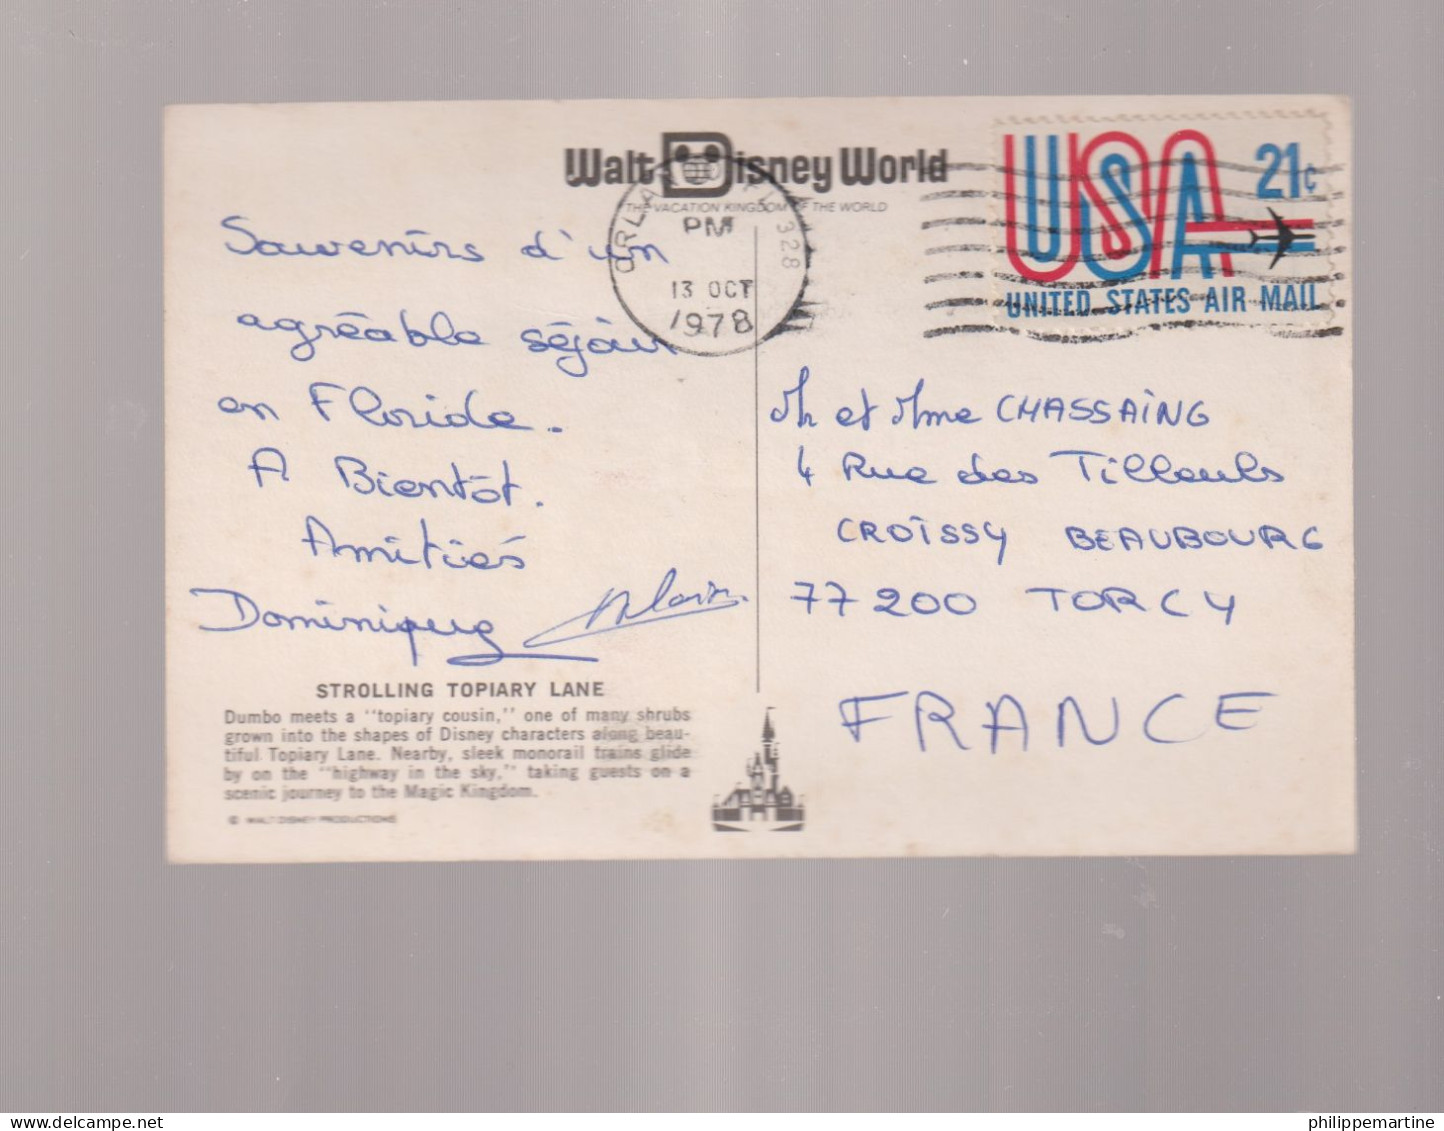 Walt Disney World
THE VACATION KINGDOM OF THE WORLD
PM
13 OCT
1978
328
USA 21c
UNITED STATES AIR MAIL
Souvenirs d'un
agréable séjour
en Floride.
A Bientôt.
Amitiés
Dominique Alain
Mr et Mme CHASSAING
4 Rue des Tilleuls
CROISSY BEAUBOURG
77200 TORCY
FRANCE
STROLLING TOPIARY LANE
Dumbo meets a "topiary cousin," one of many shrubs
grown into the shapes of Disney characters along beau-
tiful Topiary Lane. Nearby, sleek monorail trains glide
by on the "highway in the sky," taking guests on a
scenic journey to the Magic Kingdom.
© WALT DISNEY PRODUCTIONS
philippemartine